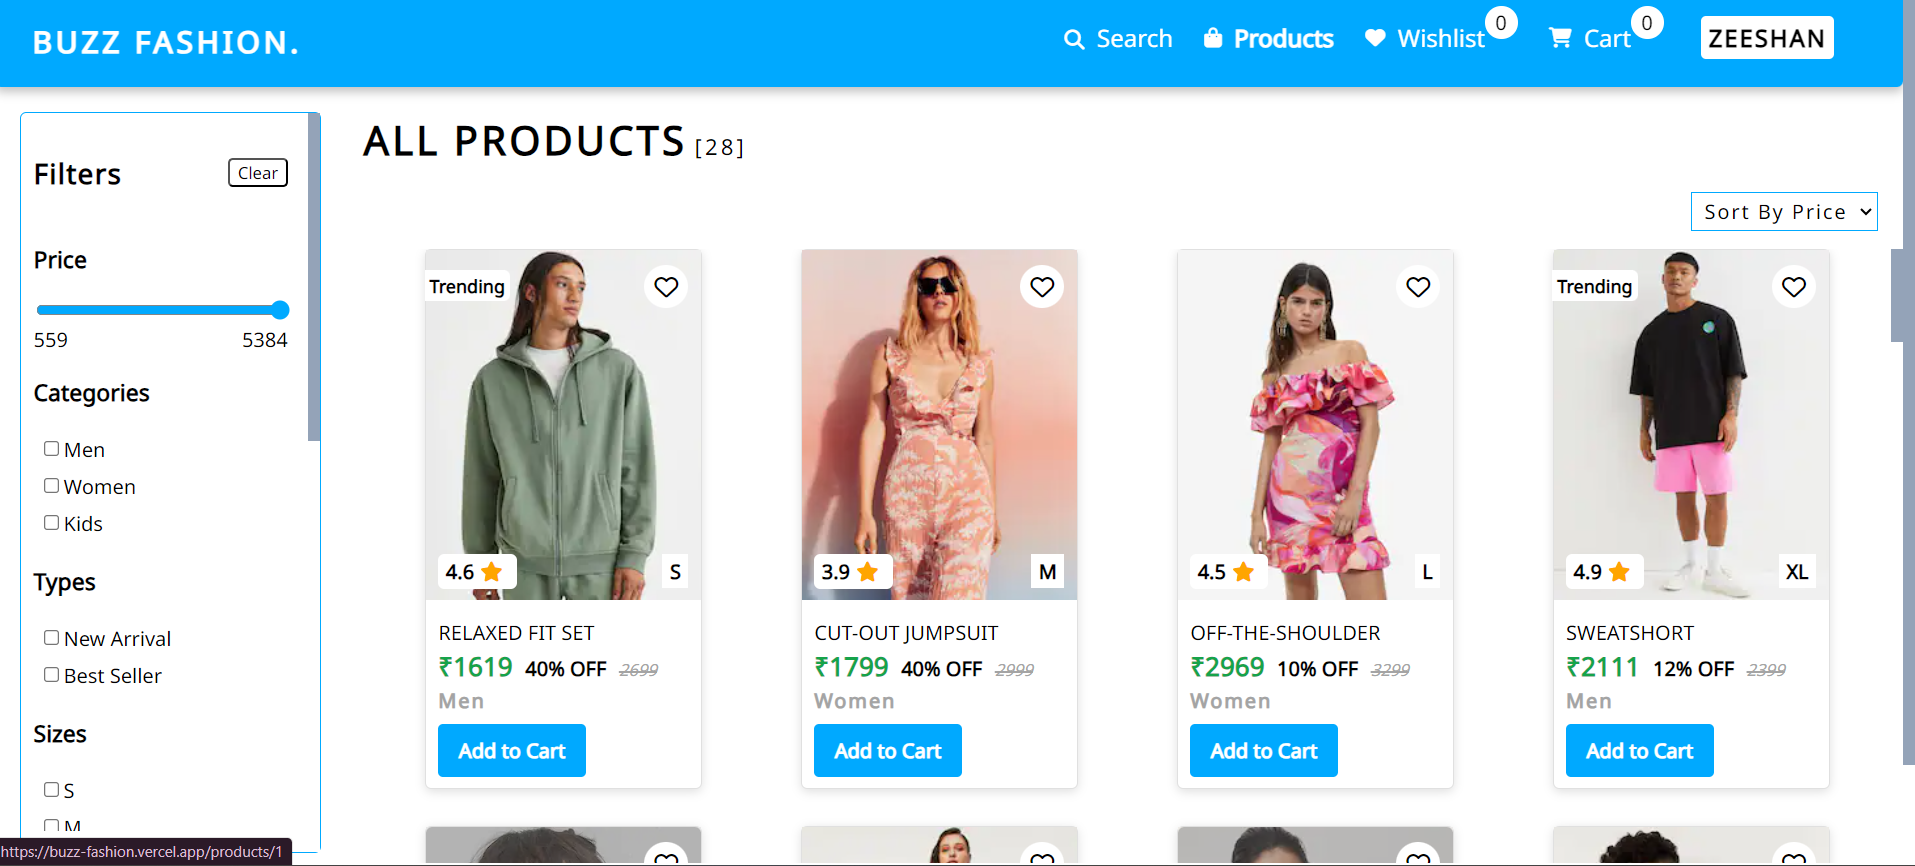 BUZZ FASHION.
Search
Products
Wishlist
0
Cart
0
ZEESHAN
Filters
Clear
Price
559
5384
Categories
Men
Women
Kids
Types
New Arrival
Best Seller
Sizes
S
M
ALL PRODUCTS [28]
Sort By Price
Trending
4.6
S
RELAXED FIT SET
₹1619 40% OFF 2699
Men
Add to Cart
3.9
M
CUT-OUT JUMPSUIT
₹1799 40% OFF 2999
Women
Add to Cart
4.5
L
OFF-THE-SHOULDER
₹2969 10% OFF 3299
Women
Add to Cart
Trending
4.9
XL
SWEATSHORT
₹2111 12% OFF 2399
Men
Add to Cart
https://buzz-fashion.vercel.app/products/1